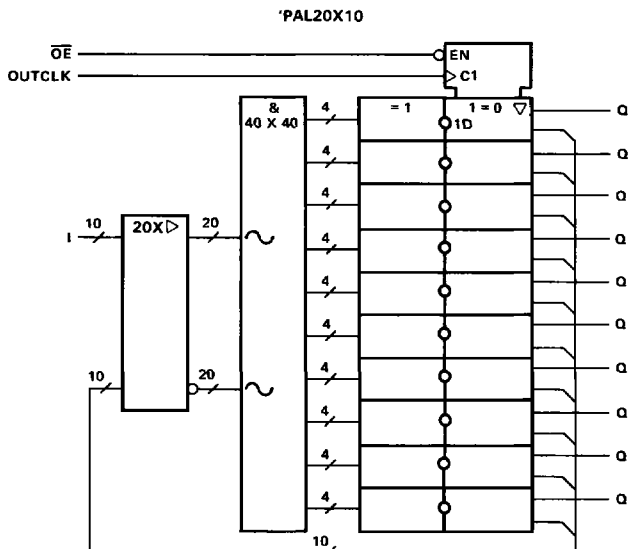 'PAL20X10
OE
EN
OUTCLK
C1
&
40 X 40
4
= 1
1 = 0 ▽
Q
1D
4
Q
4
Q
10
20X ▷
20
4
Q
I
4
Q
4
Q
10
20
4
Q
4
Q
4
Q
4
Q
10